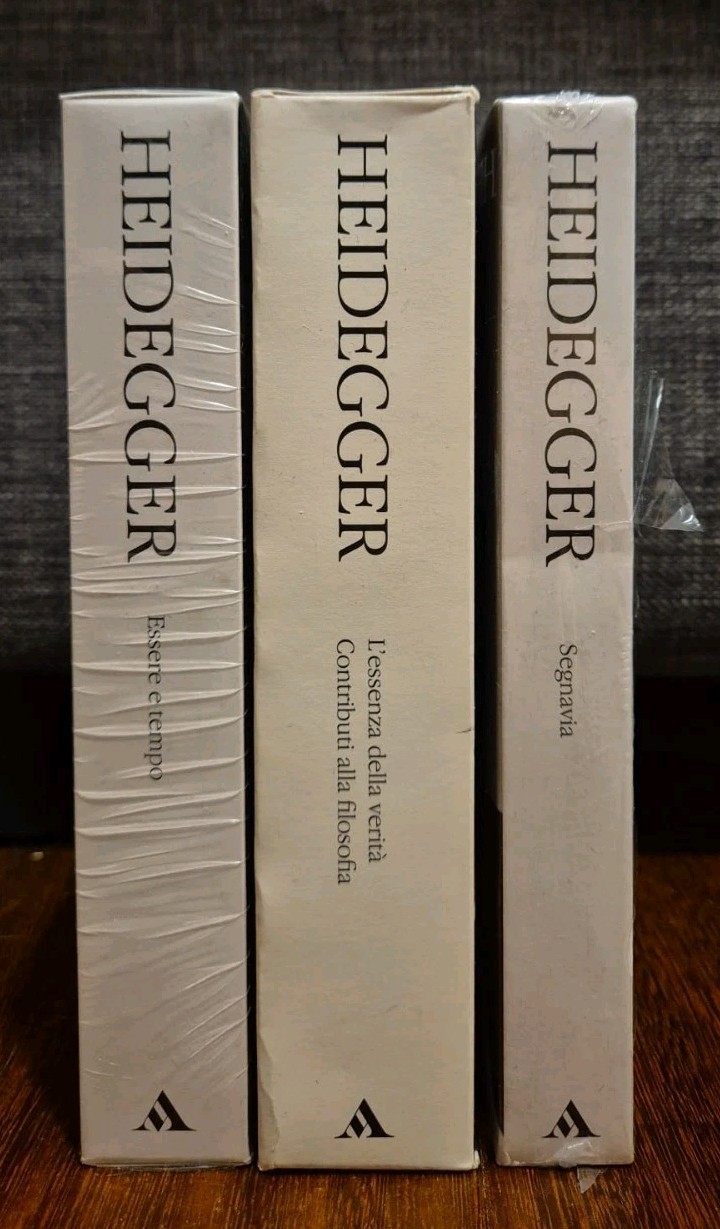 HEIDEGGER
Essere e tempo
HEIDEGGER
L'essenza della verità
Contributi alla filosofia
HEIDEGGER
Segnavia